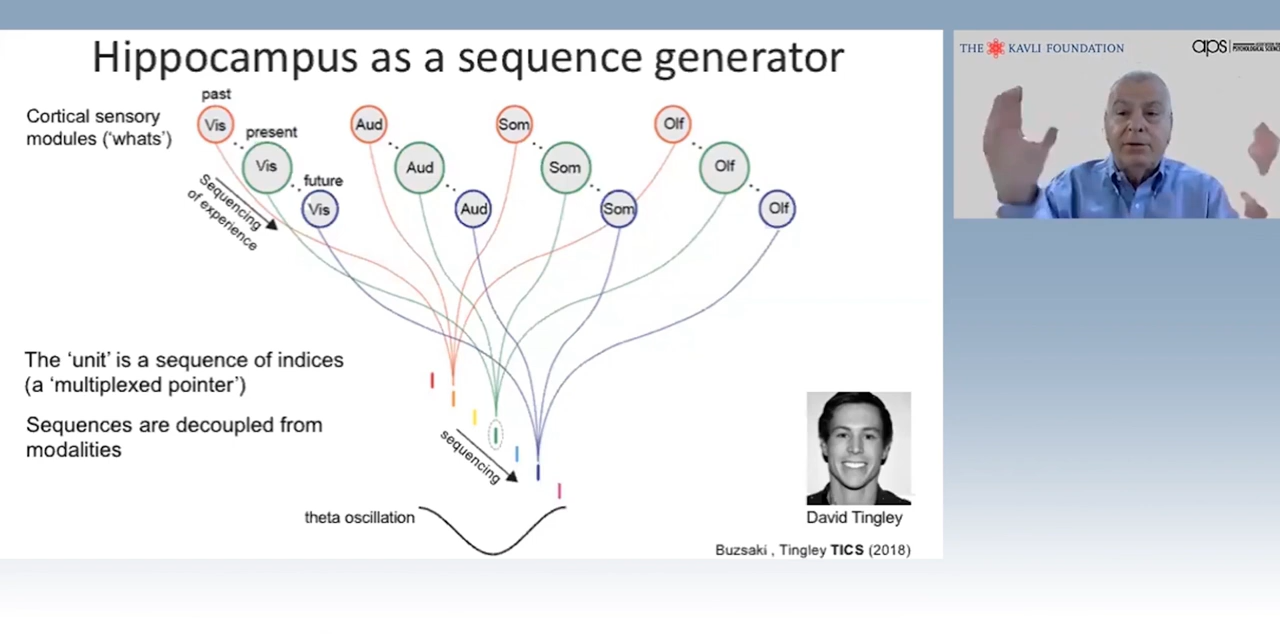 Hippocampus as a sequence generator
THE KAVLI FOUNDATION
aps
Cortical sensory
modules (‘whats’)
past
Vis
present
Vis
future
Vis
Aud
Aud
Aud
Som
Som
Som
Olf
Olf
Olf
Sequencing
of experience
The ‘unit’ is a sequence of indices
(a ‘multiplexed pointer’)
Sequences are decoupled from
modalities
sequencing
theta oscillation
David Tingley
Buzsaki , Tingley TICS (2018)